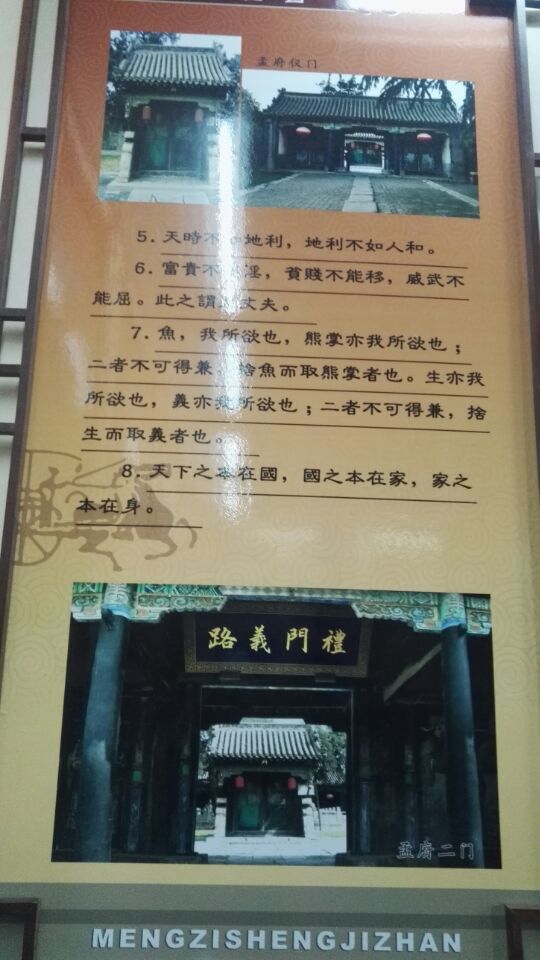 孟府仪门
5. 天時不如地利，地利不如人和。
6. 富貴不能淫，貧賤不能移，威武不
能屈。此之謂大丈夫。
7. 魚，我所欲也，熊掌亦我所欲也；
二者不可得兼，捨魚而取熊掌者也。生亦我
所欲也，義亦我所欲也；二者不可得兼，捨
生而取義者也。
8. 天下之本在國，國之本在家，家之
本在身。
路義門禮
孟府二门
MENGZISHENGJIZHAN